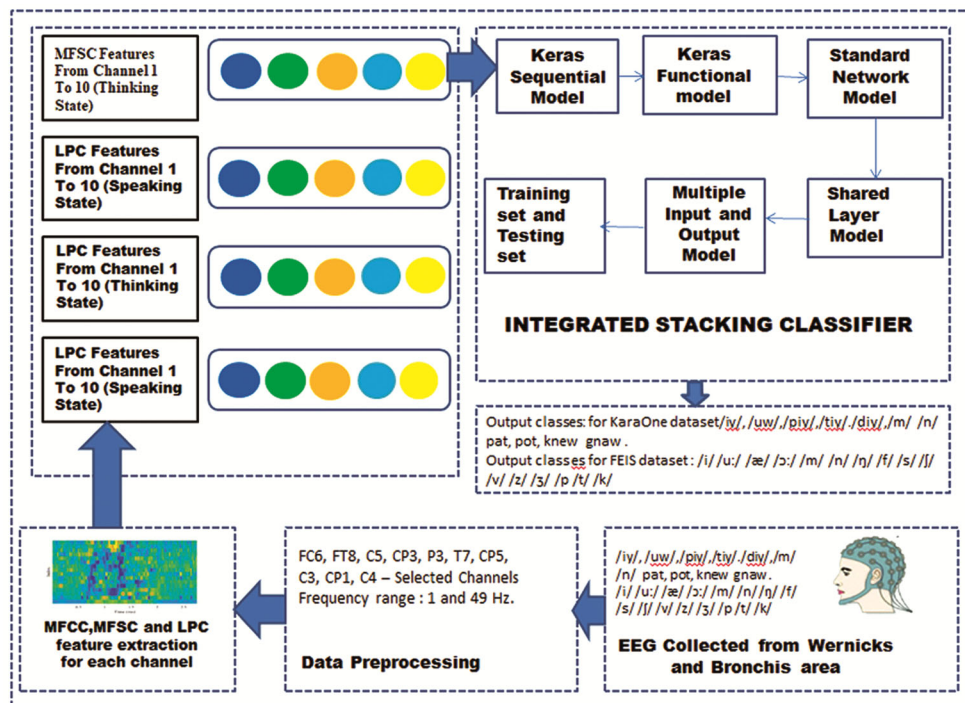 MFSC Features
From Channel 1
To 10 (Thinking
State)
LPC Features
From Channel 1
To 10 (Speaking
State)
LPC Features
From Channel 1
To 10 (Thinking
State)
LPC Features
From Channel 1
To 10 (Speaking
State)
Keras
Sequential
Model
Keras
Functional
model
Standard
Network
Model
Training
set and
Testing
set
Multiple
Input and
Output
Model
Shared
Layer
Model
INTEGRATED STACKING CLASSIFIER
Output classes: for KaraOne dataset/iy/, /uw/,/piy/,/tiy/./diy/,/m/ /n/
pat, pot, knew gnaw .
Output classes for FEIS dataset : /i/ /u:/ /æ/ /ɔ:/ /m/ /n/ /ŋ/ /f/ /s/ /ʃ/
/v/ /z/ /ʒ/ /p /t/ /k/
MFCC,MFSC and LPC
feature extraction
for each channel
FC6, FT8, C5, CP3, P3, T7, CP5,
C3, CP1, C4 – Selected Channels
Frequency range : 1 and 49 Hz.
Data Preprocessing
/iy/, /uw/,/piy/,/tiy/./diy/,/m/
/n/ pat, pot, knew gnaw .
/i/ /u:/ /æ/ /ɔ:/ /m/ /n//ŋ/ /f/
/s/ /ʃ/ /v/ /z/ /ʒ/ /p /t/ /k/
EEG Collected from Wernicks
and Bronchis area